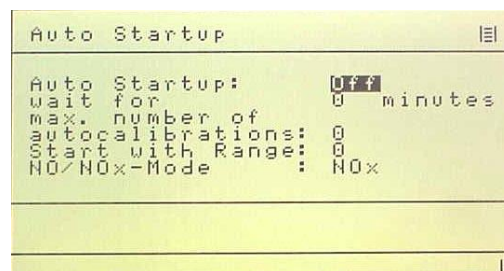 Auto Startup
Auto Startup: Off
wait for 0 minutes
max. number of
autocalibrations: 0
Start with Range: 0
NO/NOx-Mode : NOx